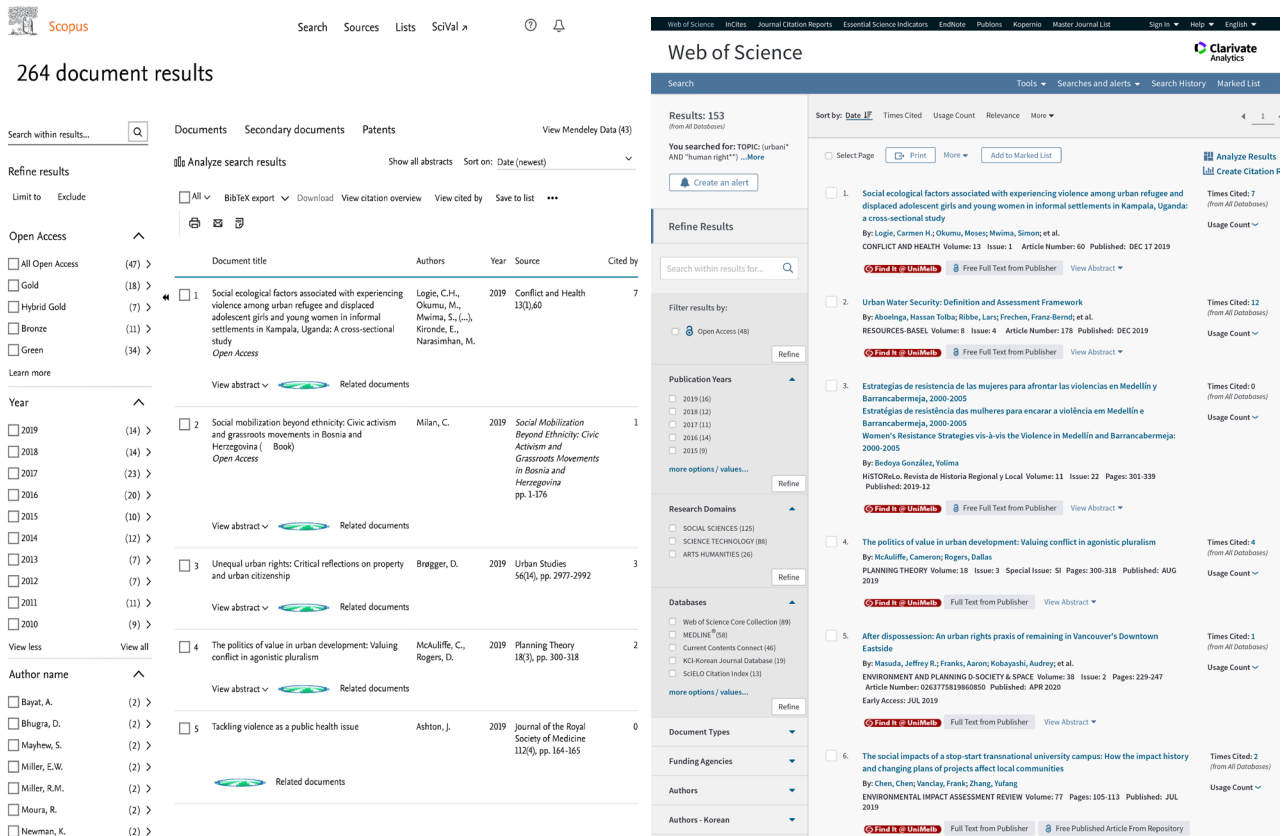 Scopus
Search Sources Lists SciVal ↗
264 document results
Search within results...
Documents Secondary documents Patents View Mendeley Data (43)
Analyze search results Show all abstracts Sort on: Date (newest)
Refine results
Limit to Exclude
All BibTeX export Download View citation overview View cited by Save to list •••
Open Access
All Open Access (47) >
Gold (18) >
Hybrid Gold (7) >
Bronze (11) >
Green (34) >
Learn more
Year
2019 (14) >
2018 (14) >
2017 (23) >
2016 (20) >
2015 (10) >
2014 (12) >
2013 (7) >
2012 (7) >
2011 (11) >
2010 (9) >
View less View all
Author name
Bayat, A. (2) >
Bhugra, D. (2) >
Mayhew, S. (2) >
Miller, E.W. (2) >
Miller, R.M. (2) >
Moura, R. (2) >
Newman, K. (2) >
Document title Authors Year Source Cited by
1 Social ecological factors associated with experiencing Logie, C.H., 2019 Conflict and Health 7
violence among urban refugee and displaced Okumu, M., 13(1),60
adolescent girls and young women in informal Mwima, S., (...),
settlements in Kampala, Uganda: A cross-sectional Kironde, E.,
study Narasimhan, M.
Open Access
View abstract Related documents
2 Social mobilization beyond ethnicity: Civic activism Milan, C. 2019 Social Mobilization 1
and grassroots movements in Bosnia and Beyond Ethnicity: Civic
Herzegovina ( Book) Activism and
Open Access Grassroots Movements
in Bosnia and
Herzegovina
pp. 1-176
View abstract Related documents
3 Unequal urban rights: Critical reflections on property Brøgger, D. 2019 Urban Studies 3
and urban citizenship 56(14), pp. 2977-2992
View abstract Related documents
4 The politics of value in urban development: Valuing McAuliffe, C., 2019 Planning Theory 2
conflict in agonistic pluralism Rogers, D. 18(3), pp. 300-318
View abstract Related documents
5 Tackling violence as a public health issue Ashton, J. 2019 Journal of the Royal 0
Society of Medicine
112(4), pp. 164-165
Related documents
Web of Science InCites Journal Citation Reports Essential Science Indicators EndNote Publons Kopernio Master Journal List Sign In Help English
Web of Science
Clarivate
Analytics
Search Tools Searches and alerts Search History Marked List
Results: 153
(from All Databases)
You searched for: TOPIC: (urbani*
AND "human right*") ...More
Create an alert
Refine Results
Search within results for...
Filter results by:
Open Access (48)
Refine
Publication Years
2019 (16)
2018 (12)
2017 (11)
2016 (14)
2015 (9)
more options / values...
Refine
Research Domains
SOCIAL SCIENCES (125)
SCIENCE TECHNOLOGY (88)
ARTS HUMANITIES (26)
Refine
Databases
Web of Science Core Collection (89)
MEDLINE® (58)
Current Contents Connect (46)
KCI-Korean Journal Database (19)
SciELO Citation Index (13)
more options / values...
Refine
Document Types
Funding Agencies
Authors
Authors - Korean
Sort by: Date Times Cited Usage Count Relevance More 1
Select Page Print More Add to Marked List
Analyze Results
Create Citation R
1. Social ecological factors associated with experiencing violence among urban refugee and
displaced adolescent girls and young women in informal settlements in Kampala, Uganda:
a cross-sectional study
By: Logie, Carmen H.; Okumu, Moses; Mwima, Simon; et al.
CONFLICT AND HEALTH Volume: 13 Issue: 1 Article Number: 60 Published: DEC 17 2019
Find It @ UniMelb Free Full Text from Publisher View Abstract
Times Cited: 7
(from All Databases)
Usage Count
2. Urban Water Security: Definition and Assessment Framework
By: Aboelnga, Hassan Tolba; Ribbe, Lars; Frechen, Franz-Bernd; et al.
RESOURCES-BASEL Volume: 8 Issue: 4 Article Number: 178 Published: DEC 2019
Find It @ UniMelb Free Full Text from Publisher View Abstract
Times Cited: 12
(from All Databases)
Usage Count
3. Estrategias de resistencia de las mujeres para afrontar las violencias en Medellín y
Barrancabermeja, 2000-2005
Estratégias de resistência das mulheres para encarar a violência em Medellín e
Barrancabermeja, 2000-2005
Women's Resistance Strategies vis-à-vis the Violence in Medellín and Barrancabermeja:
2000-2005
By: Bedoya González, Yolima
HiSTOReLo. Revista de Historia Regional y Local Volume: 11 Issue: 22 Pages: 301-339
Published: 2019-12
Find It @ UniMelb Free Full Text from Publisher View Abstract
Times Cited: 0
(from All Databases)
Usage Count
4. The politics of value in urban development: Valuing conflict in agonistic pluralism
By: McAuliffe, Cameron; Rogers, Dallas
PLANNING THEORY Volume: 18 Issue: 3 Special Issue: SI Pages: 300-318 Published: AUG
2019
Find It @ UniMelb Full Text from Publisher View Abstract
Times Cited: 4
(from All Databases)
Usage Count
5. After dispossession: An urban rights praxis of remaining in Vancouver's Downtown
Eastside
By: Masuda, Jeffrey R.; Franks, Aaron; Kobayashi, Audrey; et al.
ENVIRONMENT AND PLANNING D-SOCIETY & SPACE Volume: 38 Issue: 2 Pages: 229-247
Article Number: 0263775819860850 Published: APR 2020
Early Access: JUL 2019
Find It @ UniMelb Full Text from Publisher View Abstract
Times Cited: 1
(from All Databases)
Usage Count
6. The social impacts of a stop-start transnational university campus: How the impact history
and changing plans of projects affect local communities
By: Chen, Chen; Vanclay, Frank; Zhang, Yufang
ENVIRONMENTAL IMPACT ASSESSMENT REVIEW Volume: 77 Pages: 105-113 Published: JUL
2019
Find It @ UniMelb Full Text from Publisher Free Published Article From Repository
Times Cited: 2
(from All Databases)
Usage Count